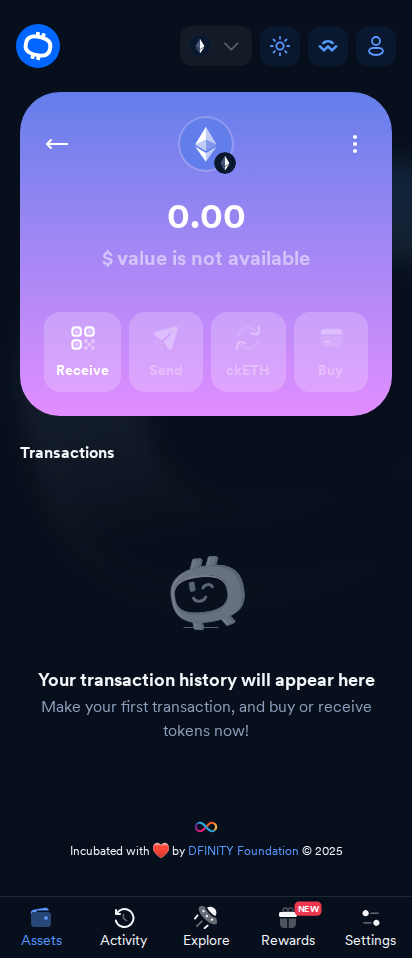 0.00
$ value is not available
Receive
Send
ckETH
Buy
Transactions
Your transaction history will appear here
Make your first transaction, and buy or receive
tokens now!
Incubated with ❤️ by DFINITY Foundation © 2025
NEW
Assets
Activity
Explore
Rewards
Settings